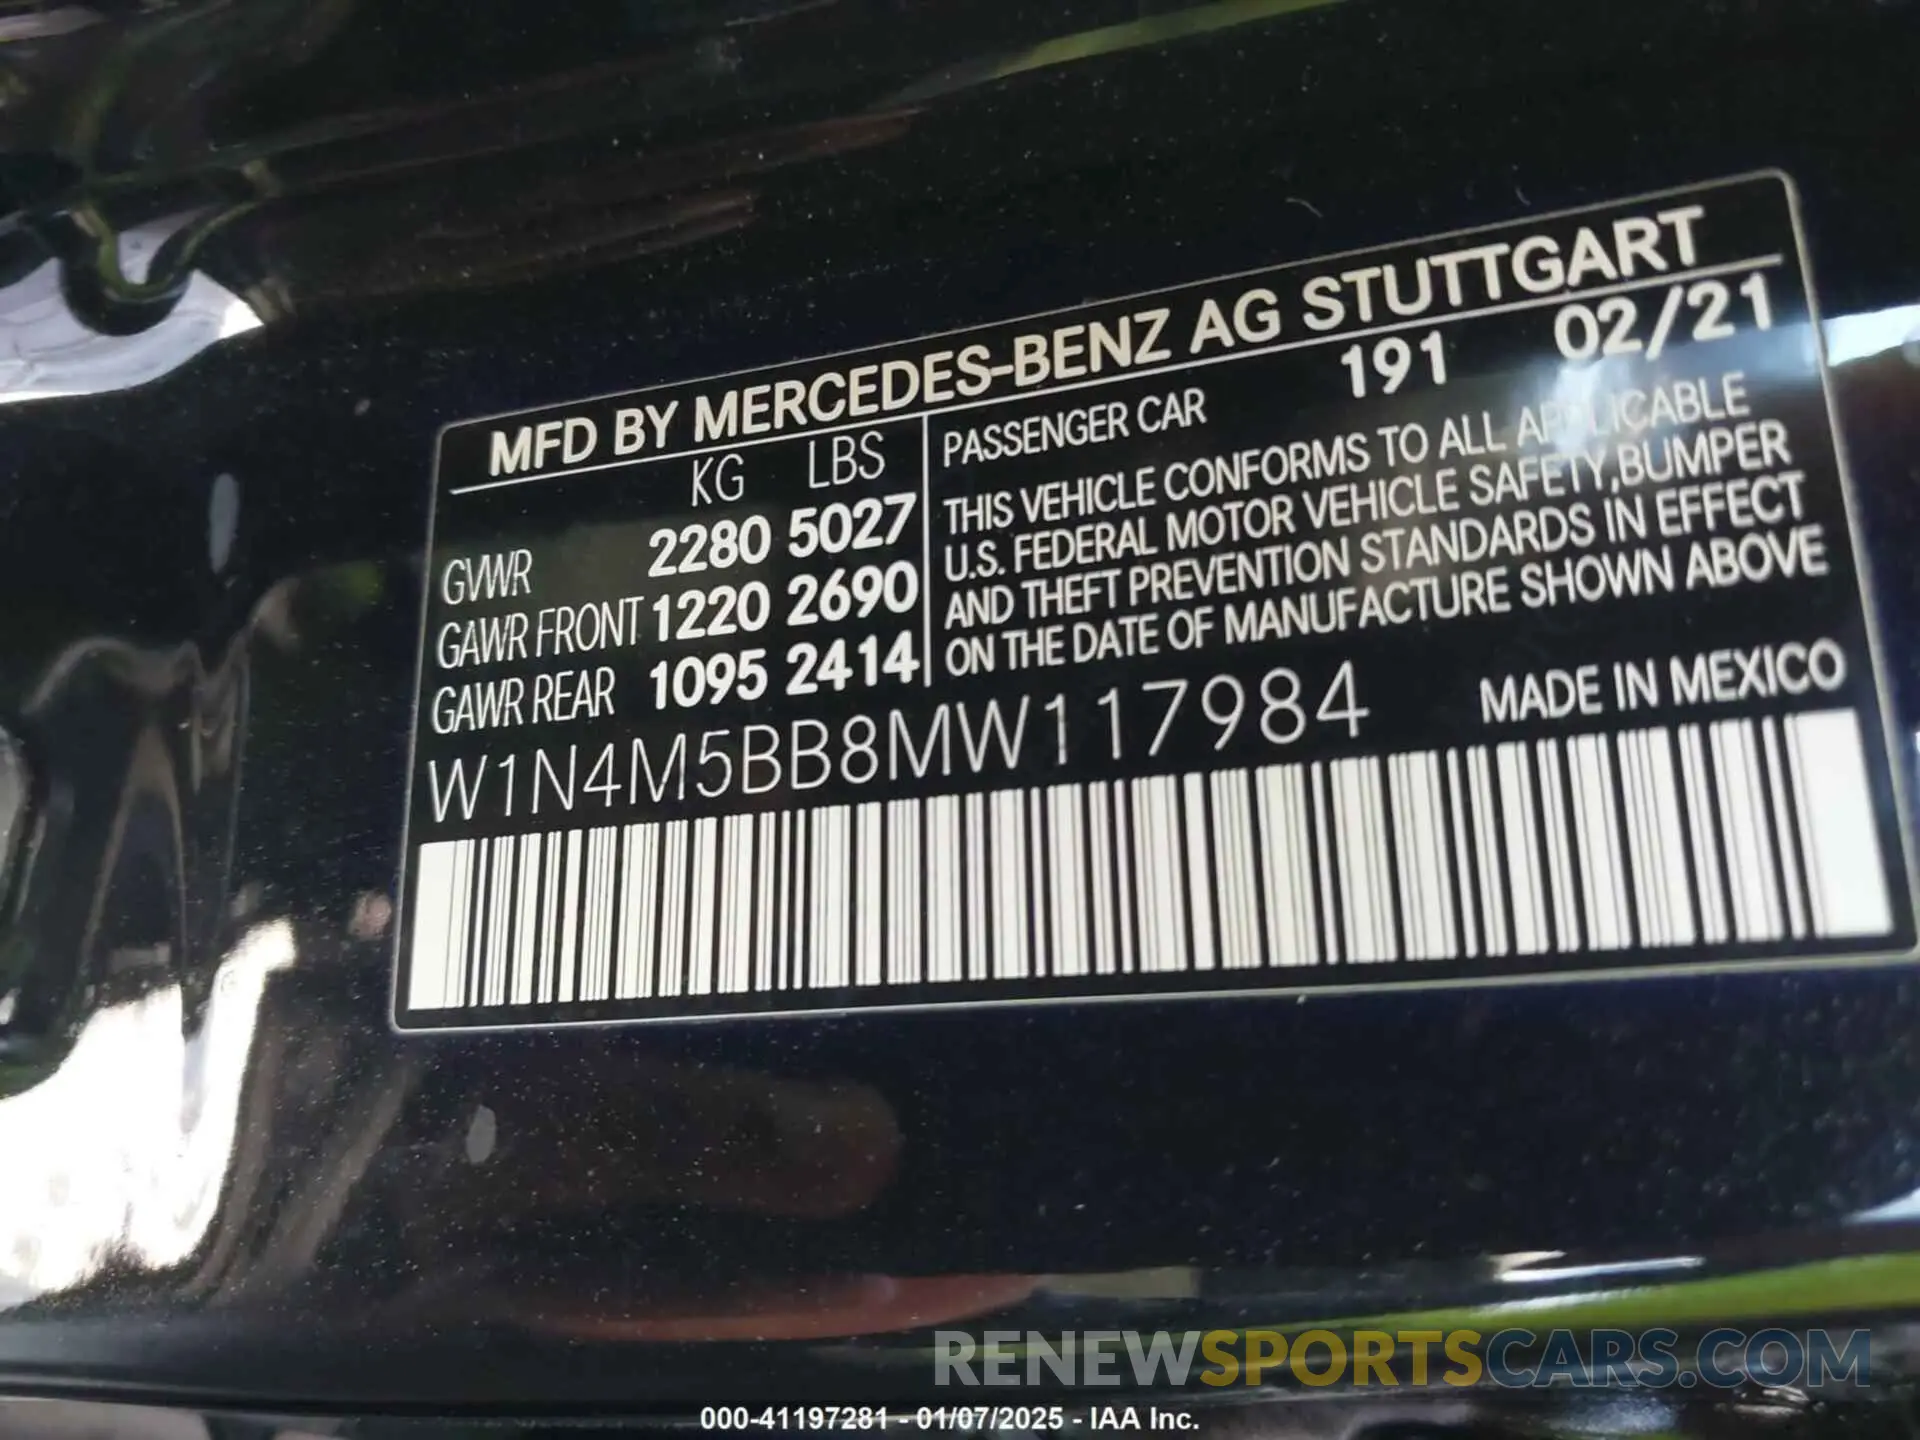 MFD BY MERCEDES-BENZ AG STUTTGART
KG LBS
GVWR 2280 5027
GAWR FRONT 1220 2690
GAWR REAR 1095 2414
PASSENGER CAR 191 02/21
THIS VEHICLE CONFORMS TO ALL APPLICABLE
U.S. FEDERAL MOTOR VEHICLE SAFETY,BUMPER
AND THEFT PREVENTION STANDARDS IN EFFECT
ON THE DATE OF MANUFACTURE SHOWN ABOVE
W1N4M5BB8MW117984 MADE IN MEXICO
RENEWSPORTSCARS.COM
000-41197281 - 01/07/2025 - IAA Inc.